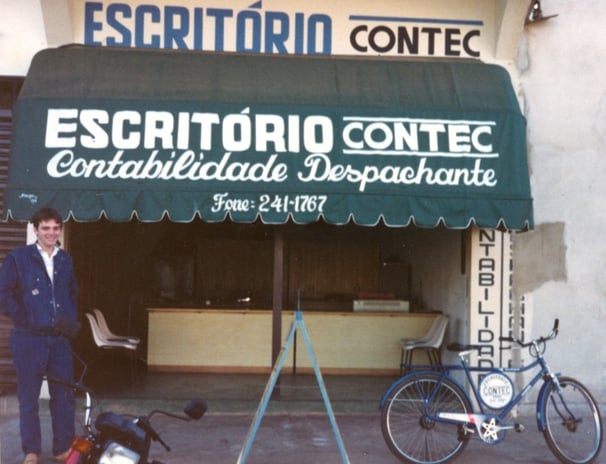 ESCRITÓRIO CONTEC
ESCRITÓRIO CONTEC
Contabilidade Despachante
Fone: 241-1767
CONTEC